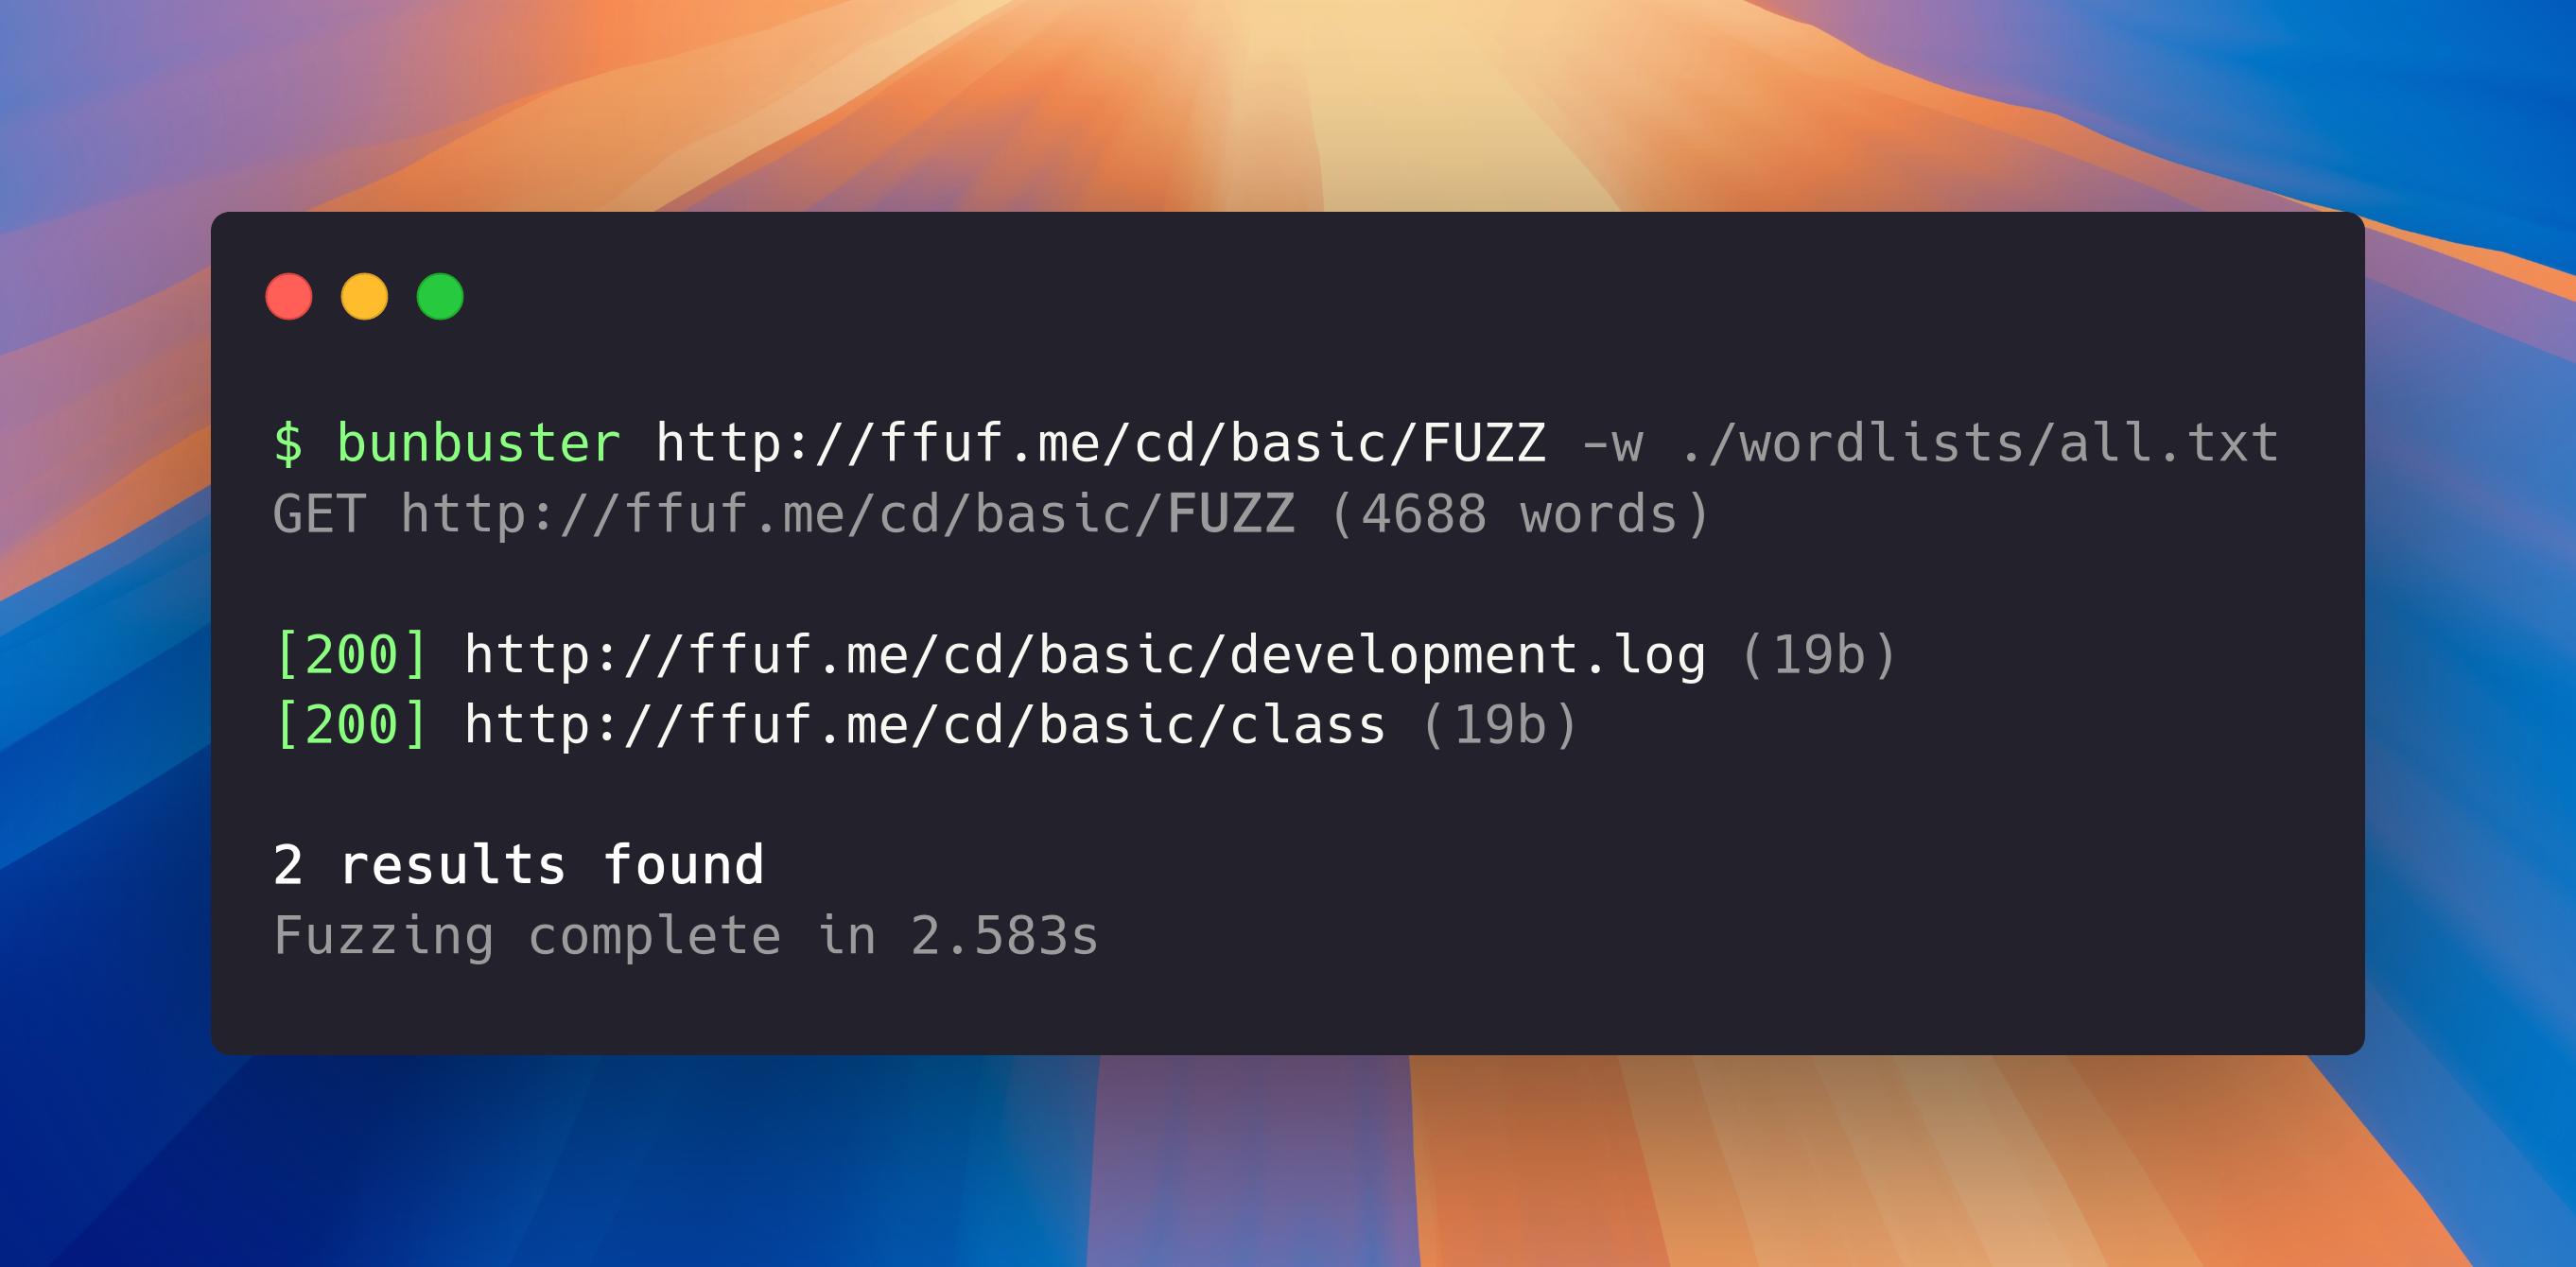 $ bunbuster http://ffuf.me/cd/basic/FUZZ -w ./wordlists/all.txt
GET http://ffuf.me/cd/basic/FUZZ (4688 words)
[200] http://ffuf.me/cd/basic/development.log (19b)
[200] http://ffuf.me/cd/basic/class (19b)
2 results found
Fuzzing complete in 2.583s